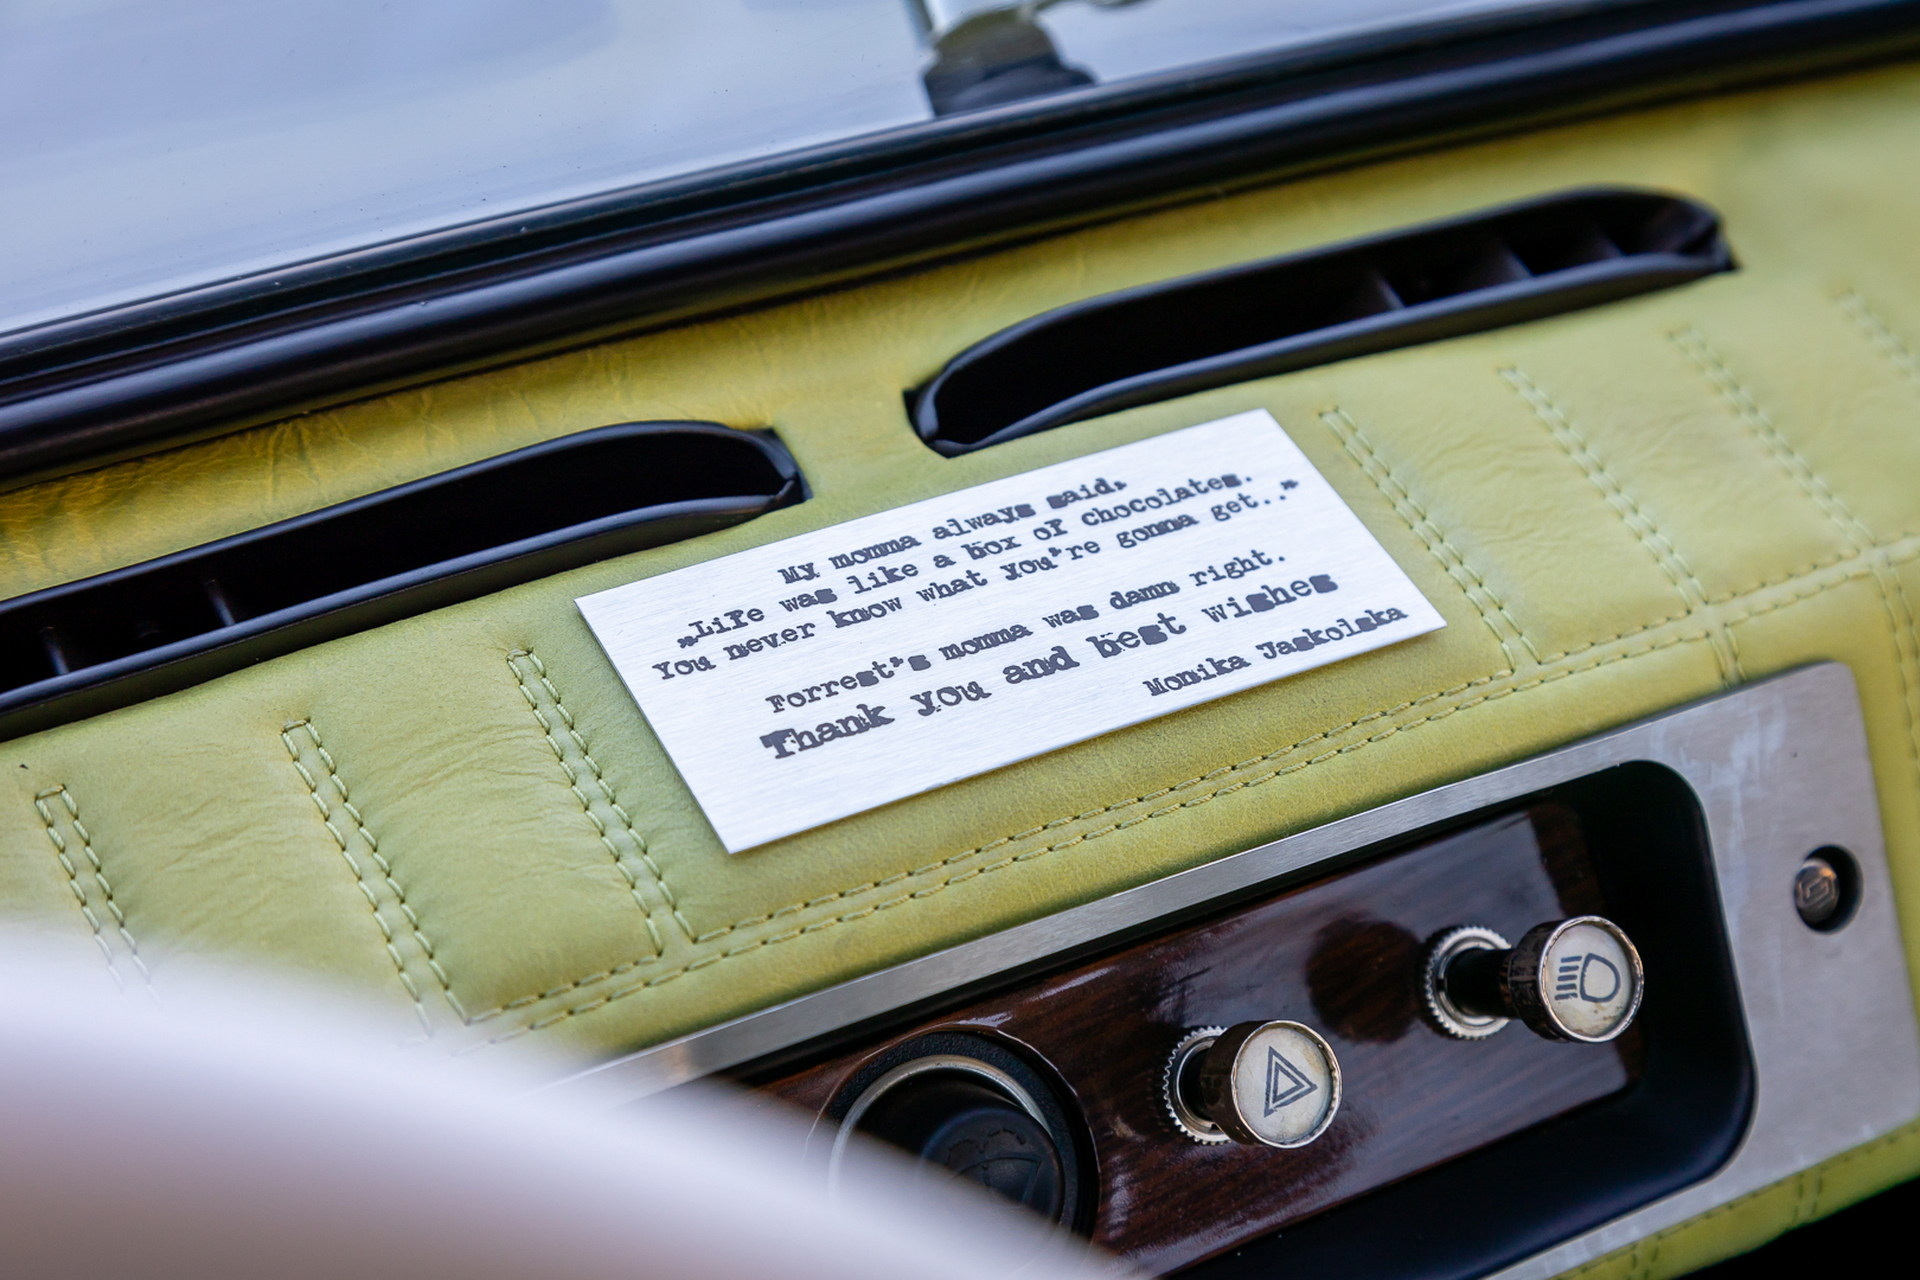 My momma always said,
„Life was like a box of chocolates.
You never know what you're gonna get..”
Forrest's momma was damn right.
Thank you and best wishes
Monika Jaskolska